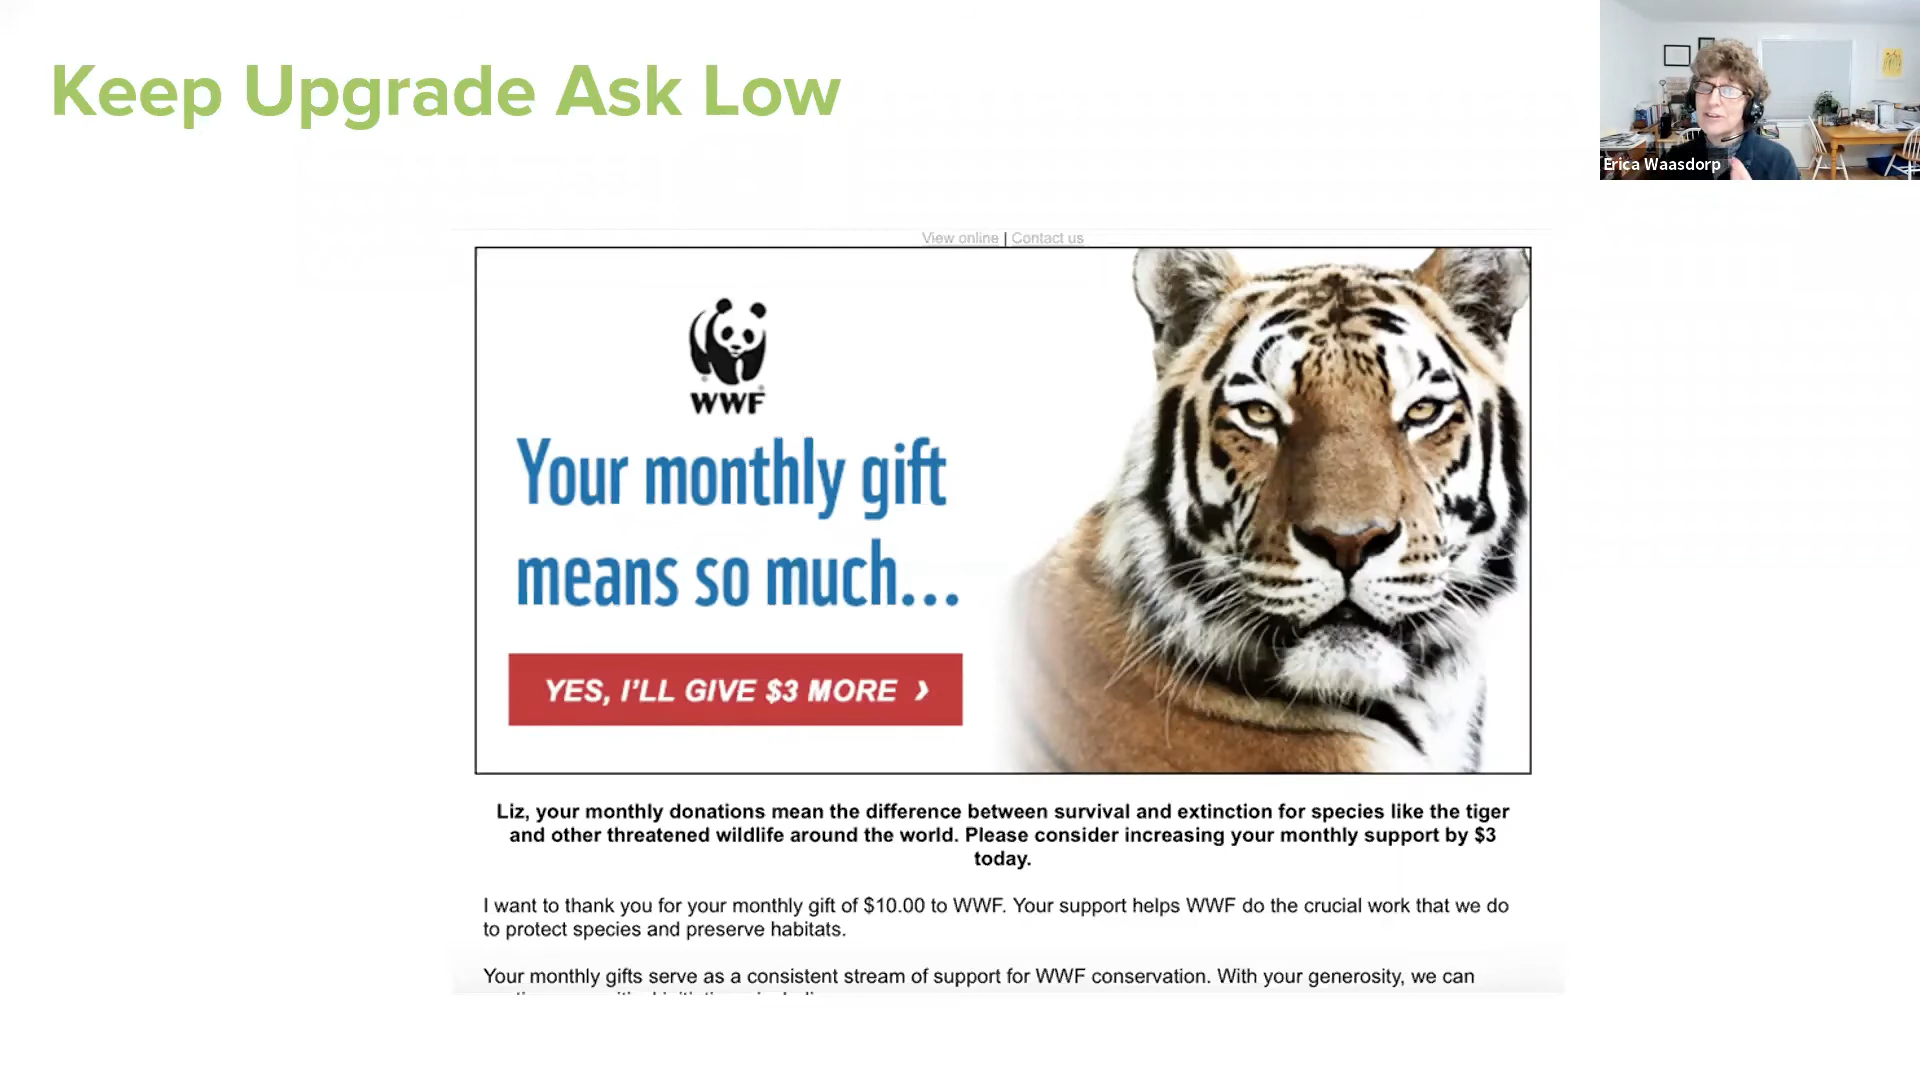 Keep Upgrade Ask Low
Erica Waasdorp
View online | Contact us
WWF
Your monthly gift
means so much...
YES, I'LL GIVE $3 MORE ›
Liz, your monthly donations mean the difference between survival and extinction for species like the tiger
and other threatened wildlife around the world. Please consider increasing your monthly support by $3
today.
I want to thank you for your monthly gift of $10.00 to WWF. Your support helps WWF do the crucial work that we do
to protect species and preserve habitats.
Your monthly gifts serve as a consistent stream of support for WWF conservation. With your generosity, we can